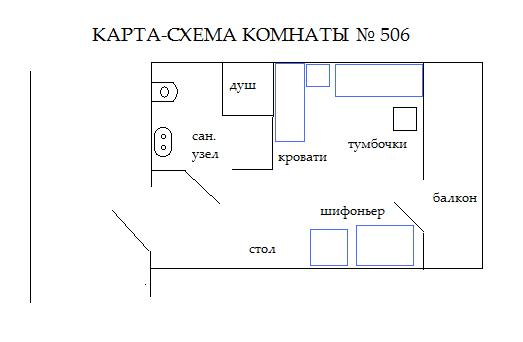 КАРТА-СХЕМА КОМНАТЫ № 506
душ
сан.
узел
кровати
тумбочки
балкон
шифоньер
стол